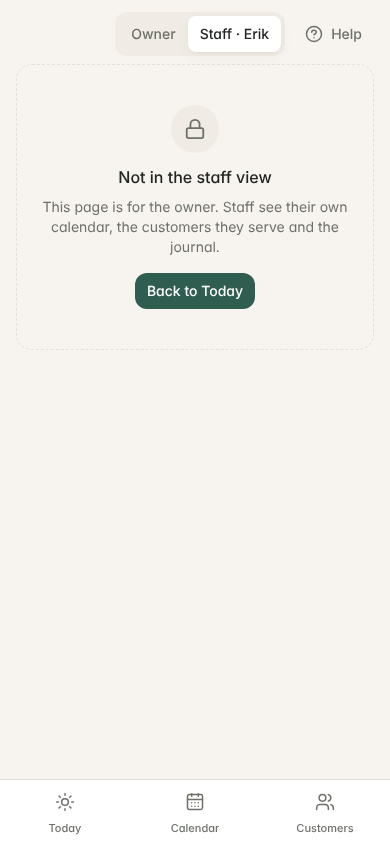 Owner
Staff · Erik
Help
Not in the staff view
This page is for the owner. Staff see their own
calendar, the customers they serve and the
journal.
Back to Today
Today
Calendar
Customers